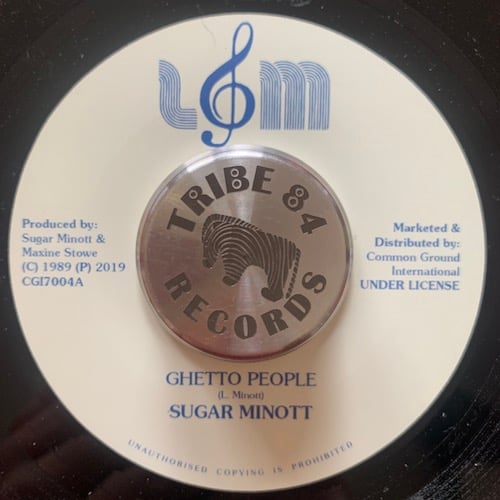 L&M
TRIBE 84
RECORDS
Produced by:
Sugar Minott &
Maxine Stowe
(C) 1989 (P) 2019
CGI7004A
Marketed &
Distributed by:
Common Ground
International
UNDER LICENSE
GHETTO PEOPLE
(L. Minott)
SUGAR MINOTT
UNAUTHORISED COPYING IS PROHIBITED